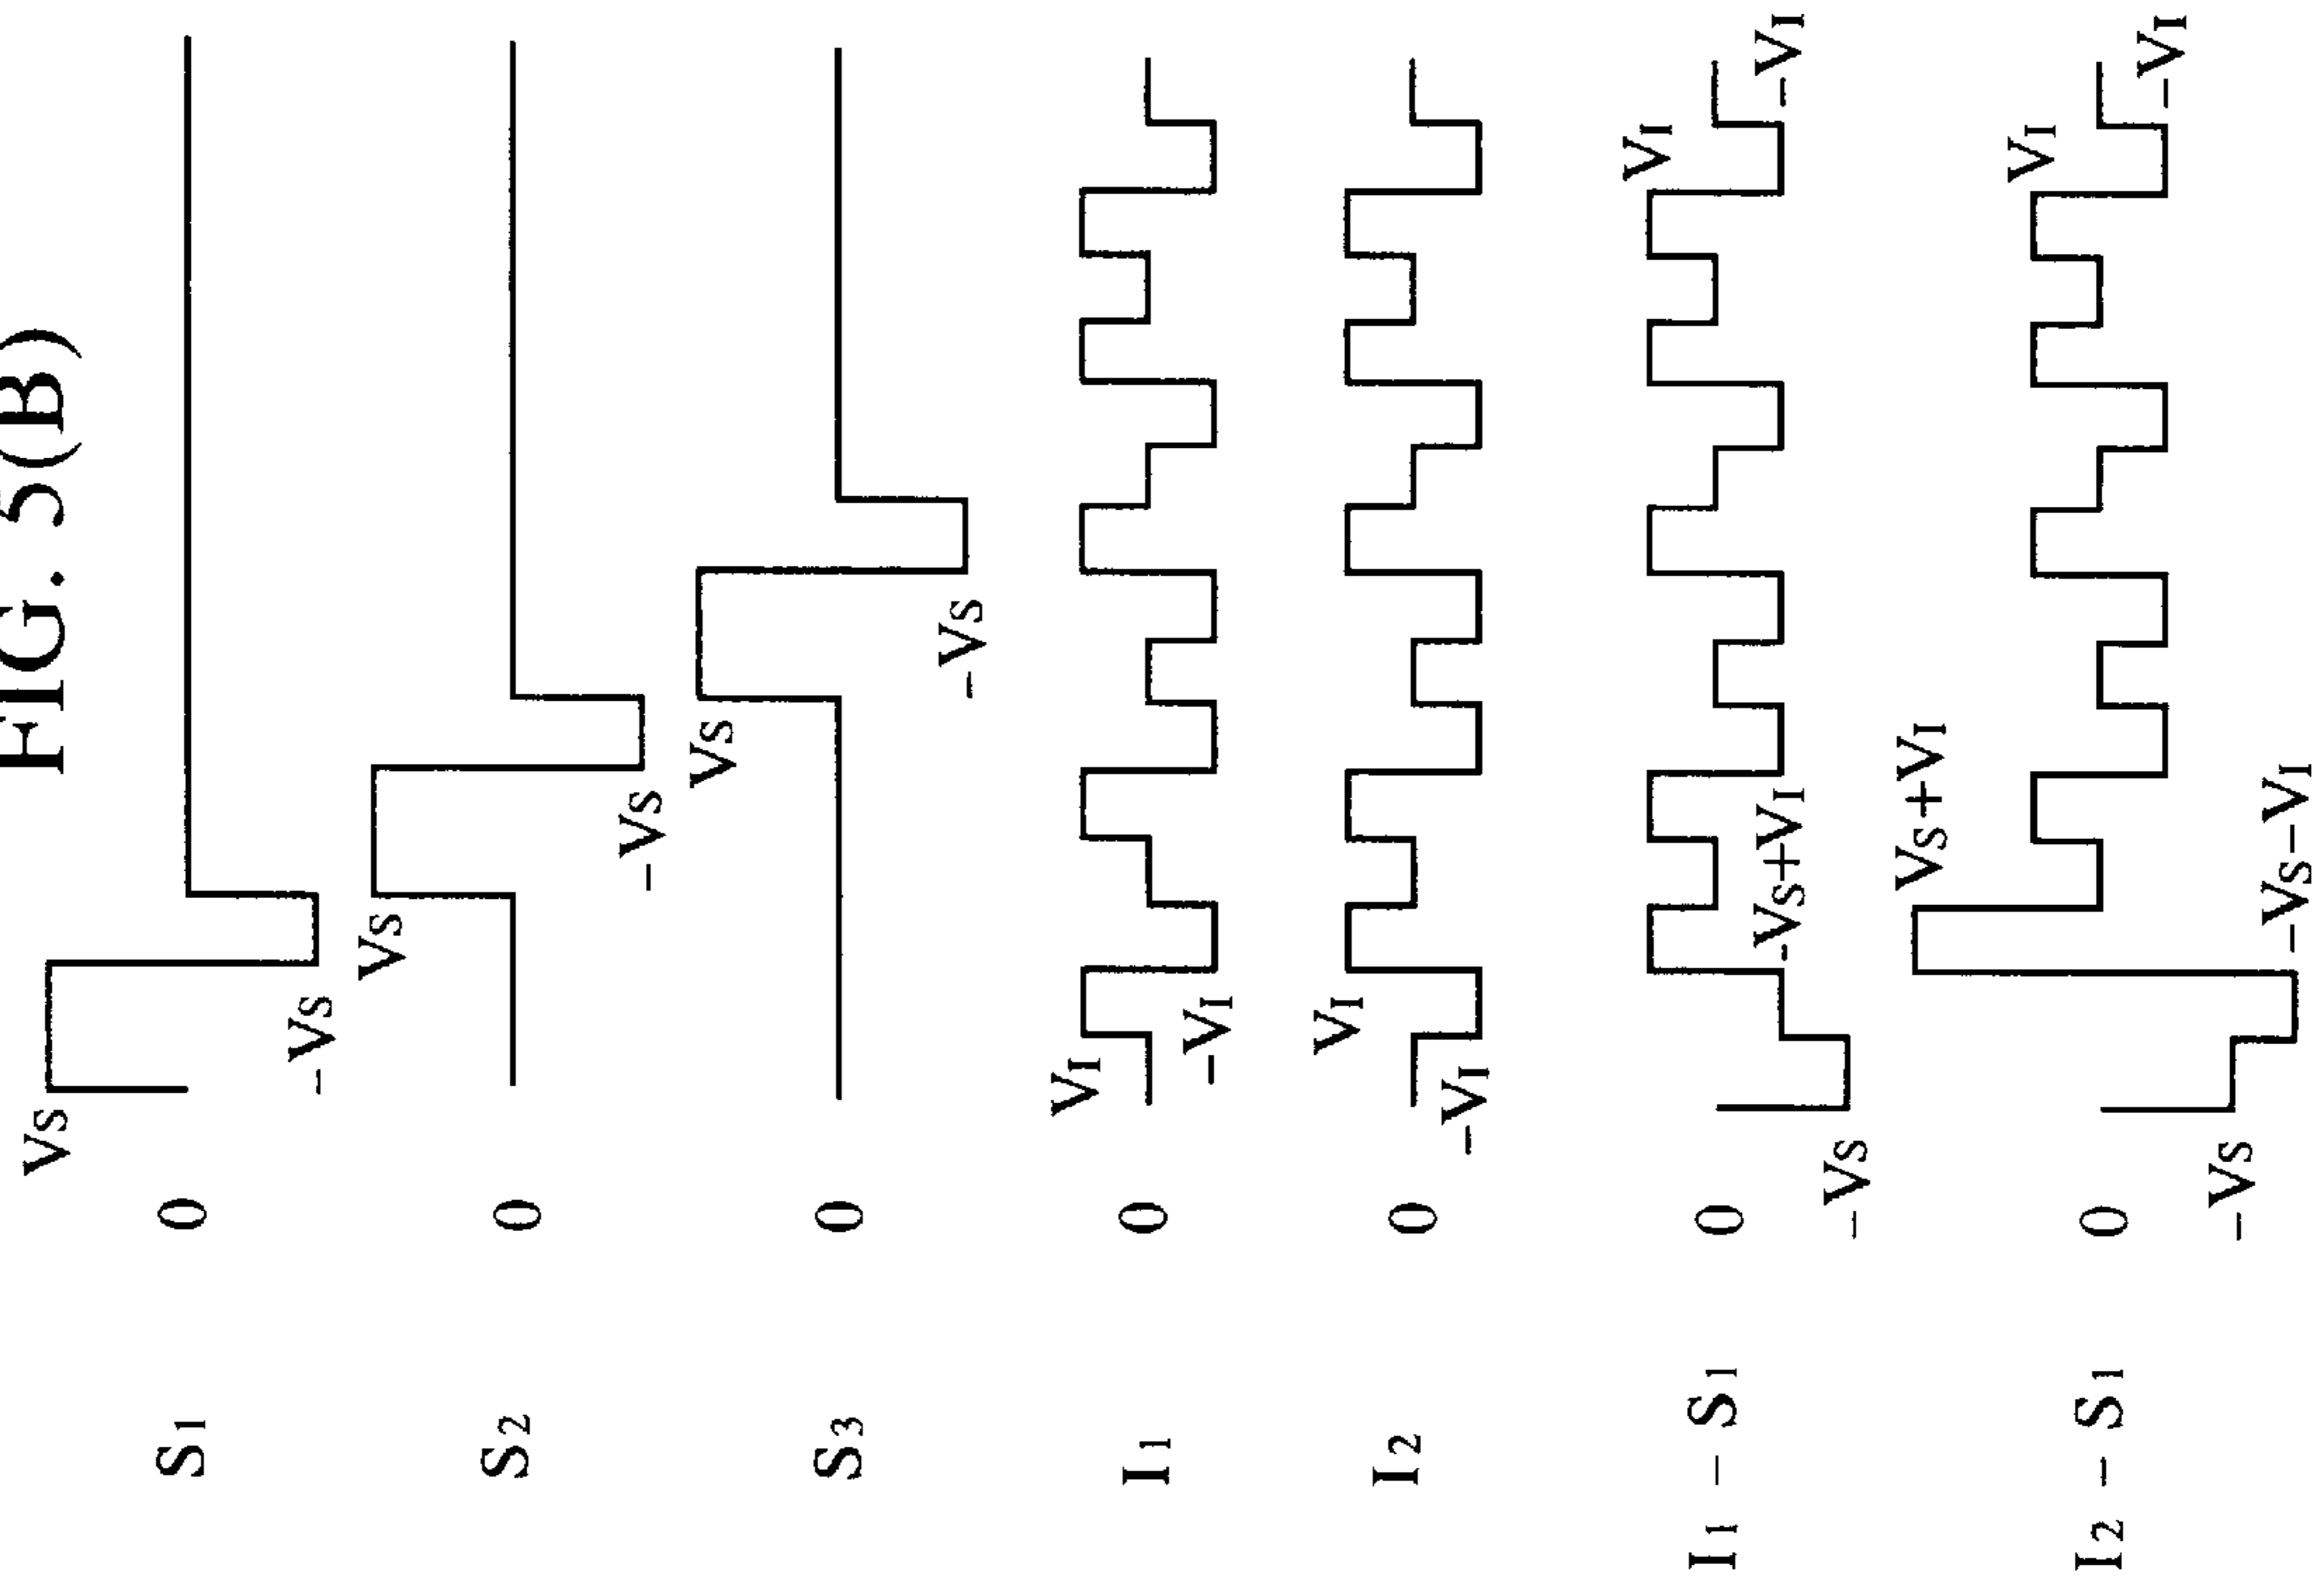 FIG. 5(B)
S1 0 VS -VS
S2 0 VS -VS
S3 0 VS -VS
I1 0 VI -VI
I2 0 -VI VI
I1 - S1 0 -VS -VS+VI VI -VI
I2 - S1 0 -VS -VS-VI VS+VI VI -VI